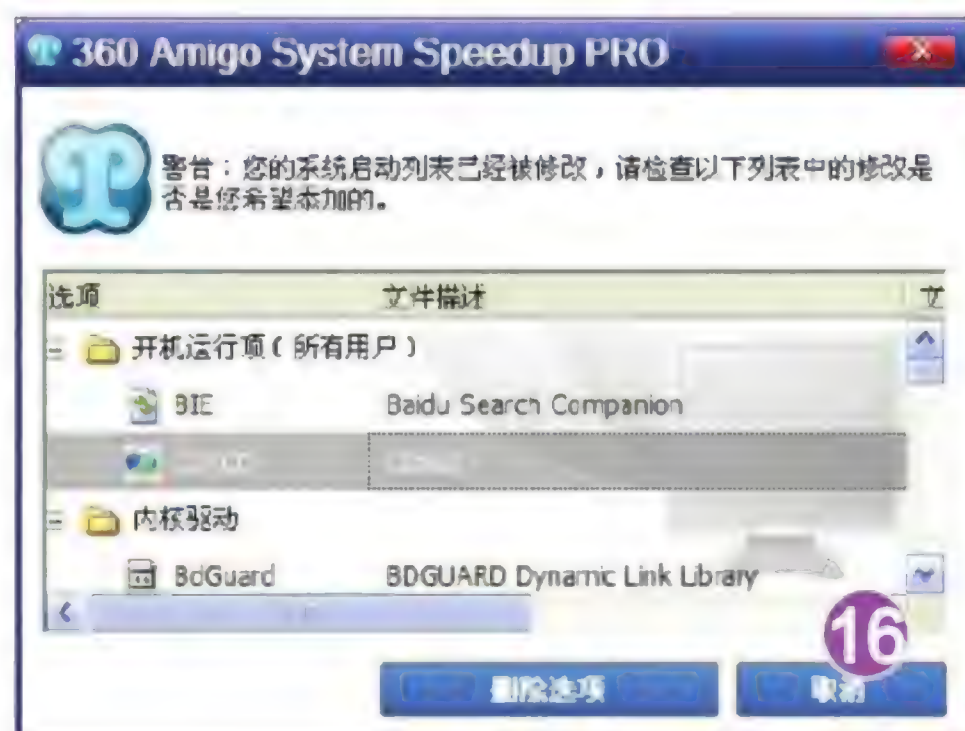 360 Amigo System Speedup PRO
警告:您的系统启动列表已经被修改,请检查以下列表中的修改是
否是您希望添加的。
选项 文件描述 文
开机运行项(所有用户)
BIE Baidu Search Companion
内核驱动
BdGuard BDGUARD Dynamic Link Library
16
删除选项 取消